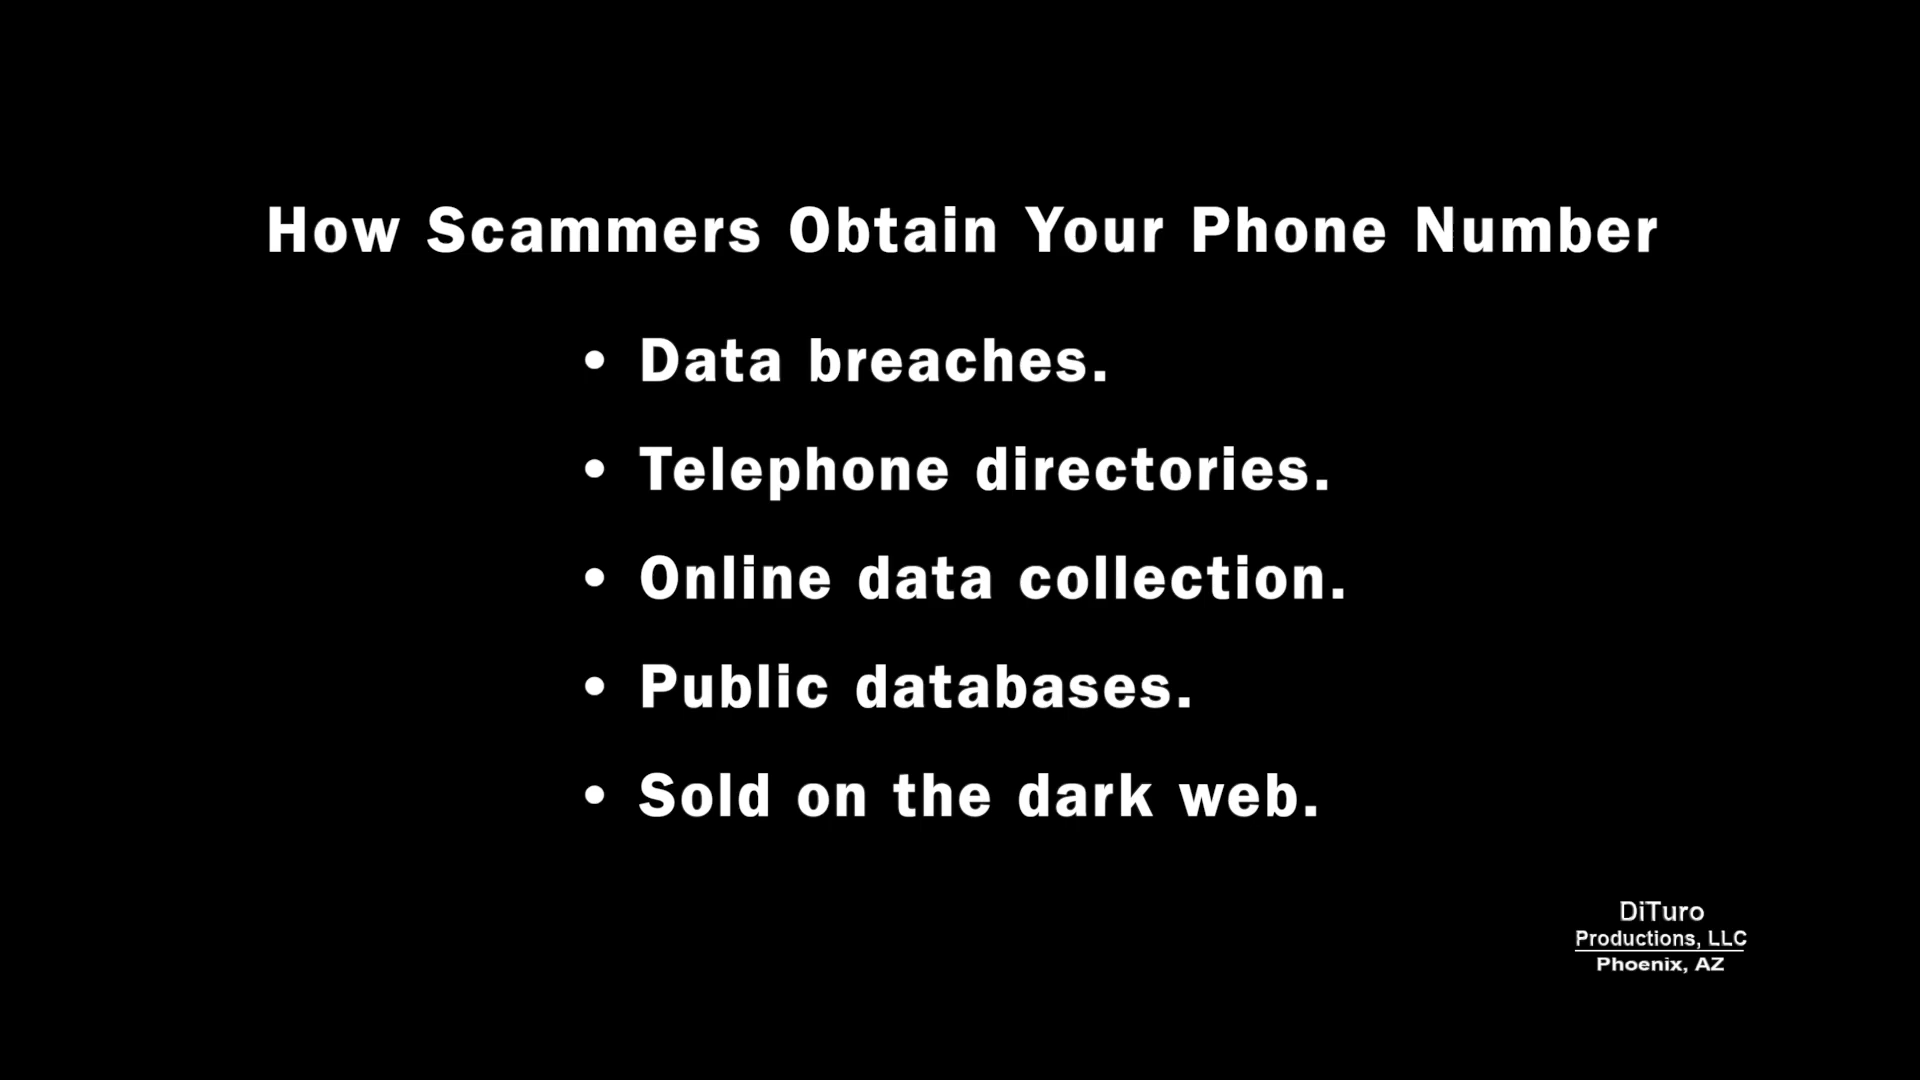 How Scammers Obtain Your Phone Number
• Data breaches.
• Telephone directories.
• Online data collection.
• Public databases.
• Sold on the dark web.
DiTuro
Productions, LLC
Phoenix, AZ